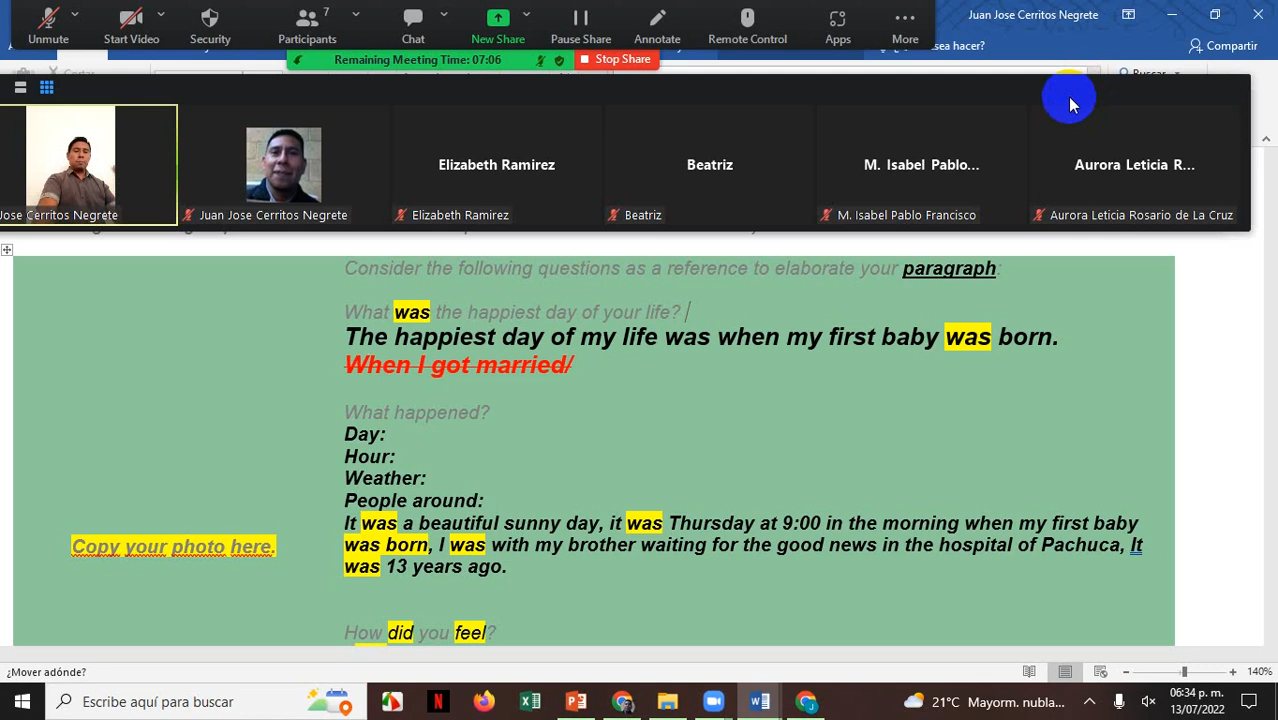 Juan Jose Cerritos Negrete
7
Unmute Start Video Security Participants Chat New Share Pause Share Annotate Remote Control Apps More
sea hacer?
Compartir
Remaining Meeting Time: 07:06
Stop Share
Cortar
Buscar
Elizabeth Ramirez
Beatriz
M. Isabel Pablo...
Aurora Leticia R...
Jose Cerritos Negrete
Juan Jose Cerritos Negrete
Elizabeth Ramirez
Beatriz
M. Isabel Pablo Francisco
Aurora Leticia Rosario de La Cruz
Consider the following questions as a reference to elaborate your paragraph:
What was the happiest day of your life?
The happiest day of my life was when my first baby was born.
When I got married/
What happened?
Day:
Hour:
Weather:
People around:
It was a beautiful sunny day, it was Thursday at 9:00 in the morning when my first baby
was born, I was with my brother waiting for the good news in the hospital of Pachuca, It
was 13 years ago.
Copy your photo here.
How did you feel?
¿Mover adónde?
140%
Escribe aquí para buscar
21°C Mayorm. nubla...
06:34 p. m.
13/07/2022